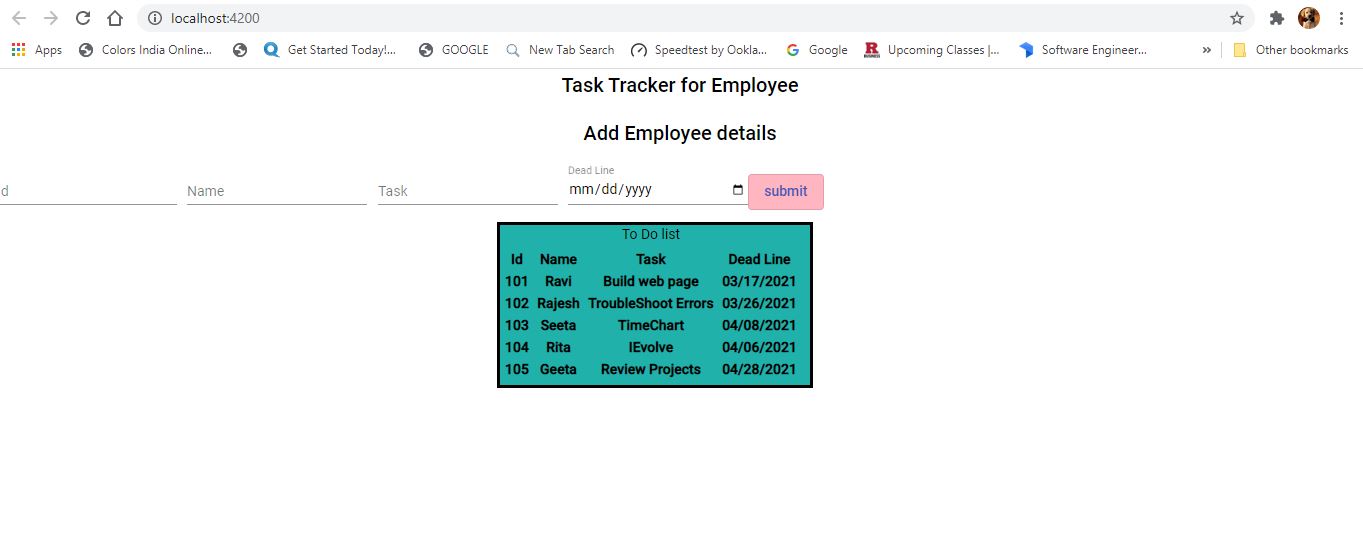 localhost:4200
Apps Colors India Online... Get Started Today!... GOOGLE New Tab Search Speedtest by Ookla... Google Upcoming Classes |... Software Engineer... » Other bookmarks
Task Tracker for Employee
Add Employee details
Dead Line
d Name Task mm/dd/yyyy submit
To Do list
Id Name Task Dead Line
101 Ravi Build web page 03/17/2021
102 Rajesh TroubleShoot Errors 03/26/2021
103 Seeta TimeChart 04/08/2021
104 Rita IEvolve 04/06/2021
105 Geeta Review Projects 04/28/2021